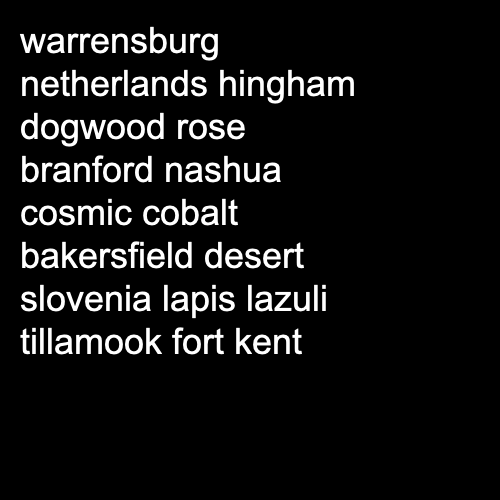 warrensburg
netherlands hingham
dogwood rose
branford nashua
cosmic cobalt
bakersfield desert
slovenia lapis lazuli
tillamook fort kent